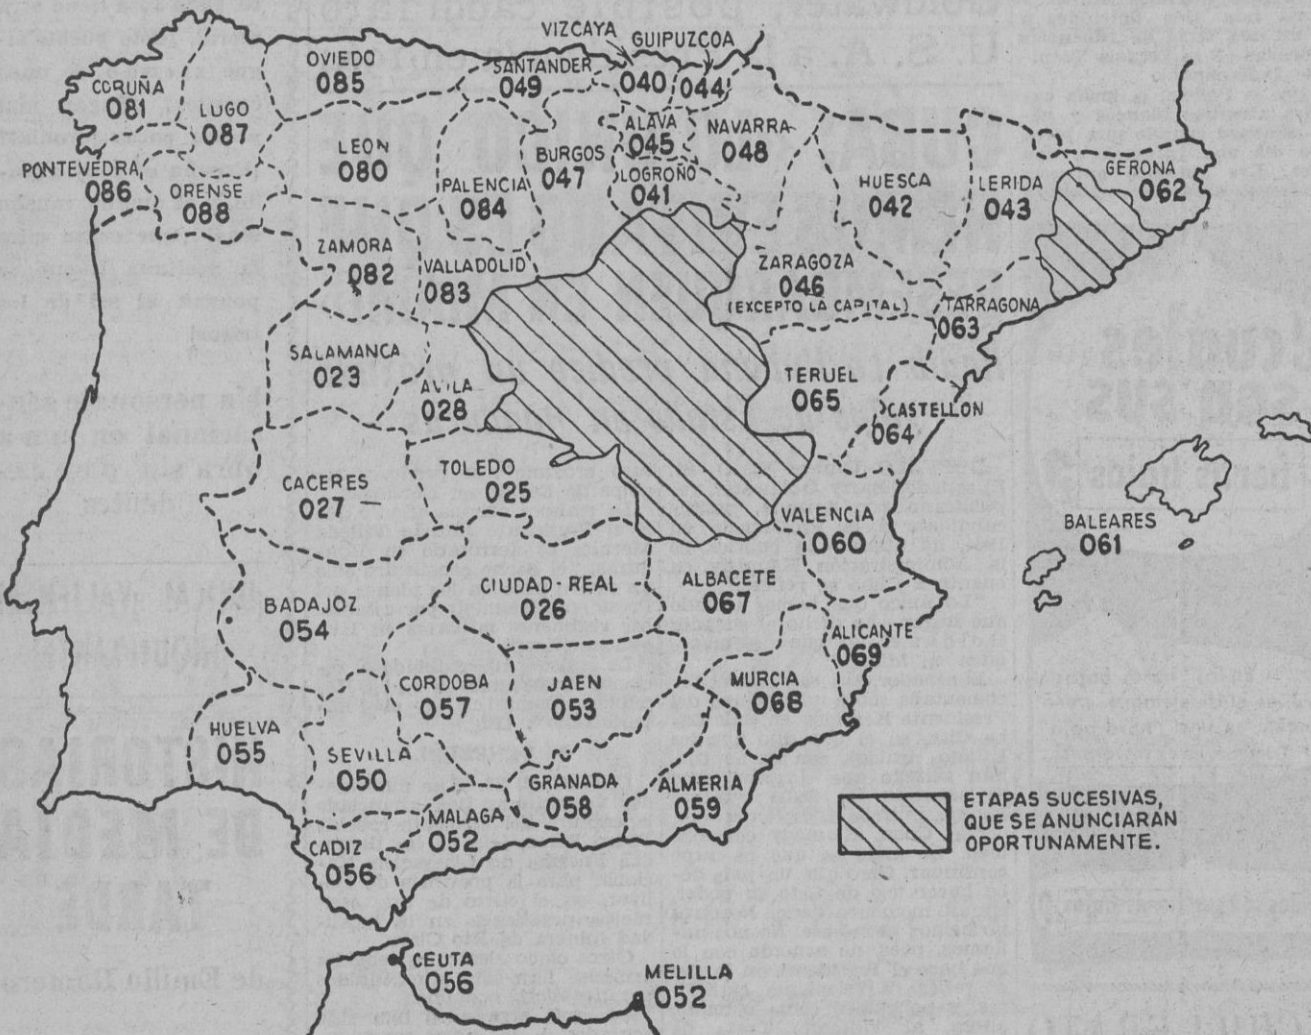 VIZCAYA
040
GUIPUZCOA
044
CORUÑA
081
LUGO
087
OVIEDO
085
SANTANDER
049
PONTEVEDRA
086
ORENSE
088
LEON
080
PALENCIA
084
BURGOS
047
ALAVA
045
LOGROÑO
041
NAVARRA
048
HUESCA
042
LERIDA
043
GERONA
062
ZAMORA
082
VALLADOLID
083
ZARAGOZA
046
(EXCEPTO LA CAPITAL)
TARRAGONA
063
SALAMANCA
023
AVILA
028
TERUEL
065
CASTELLON
064
CACERES
027
TOLEDO
025
VALENCIA
060
BALEARES
061
BADAJOZ
054
CIUDAD-REAL
026
ALBACETE
067
ALICANTE
069
HUELVA
055
SEVILLA
050
CORDOBA
057
JAEN
053
MURCIA
068
GRANADA
058
ALMERIA
059
MALAGA
052
CADIZ
056
ETAPAS SUCESIVAS,
QUE SE ANUNCIARAN
OPORTUNAMENTE.
CEUTA
056
MELILLA
052